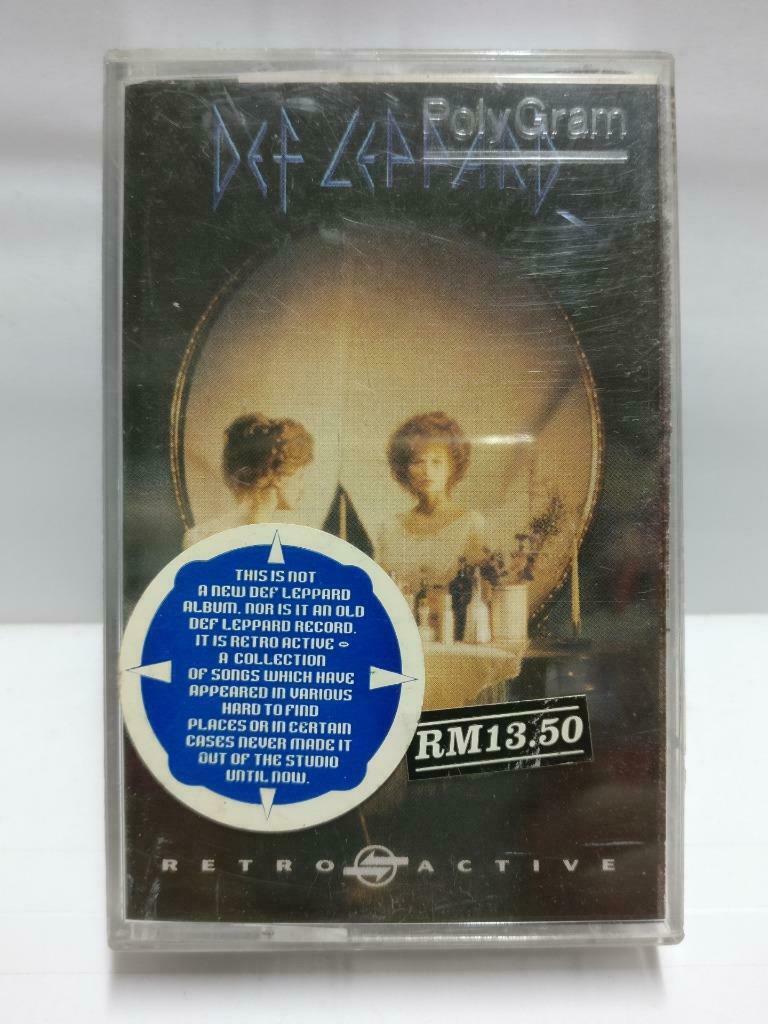 PolyGram
DEF LEPPARD
THIS IS NOT
A NEW DEF LEPPARD
ALBUM. NOR IS IT AN OLD
DEF LEPPARD RECORD.
IT IS RETRO ACTIVE -
A COLLECTION
OF SONGS WHICH HAVE
APPEARED IN VARIOUS
HARD TO FIND
PLACES OR IN CERTAIN
CASES NEVER MADE IT
OUT OF THE STUDIO
UNTIL NOW.
RM13.50
RETRO ACTIVE